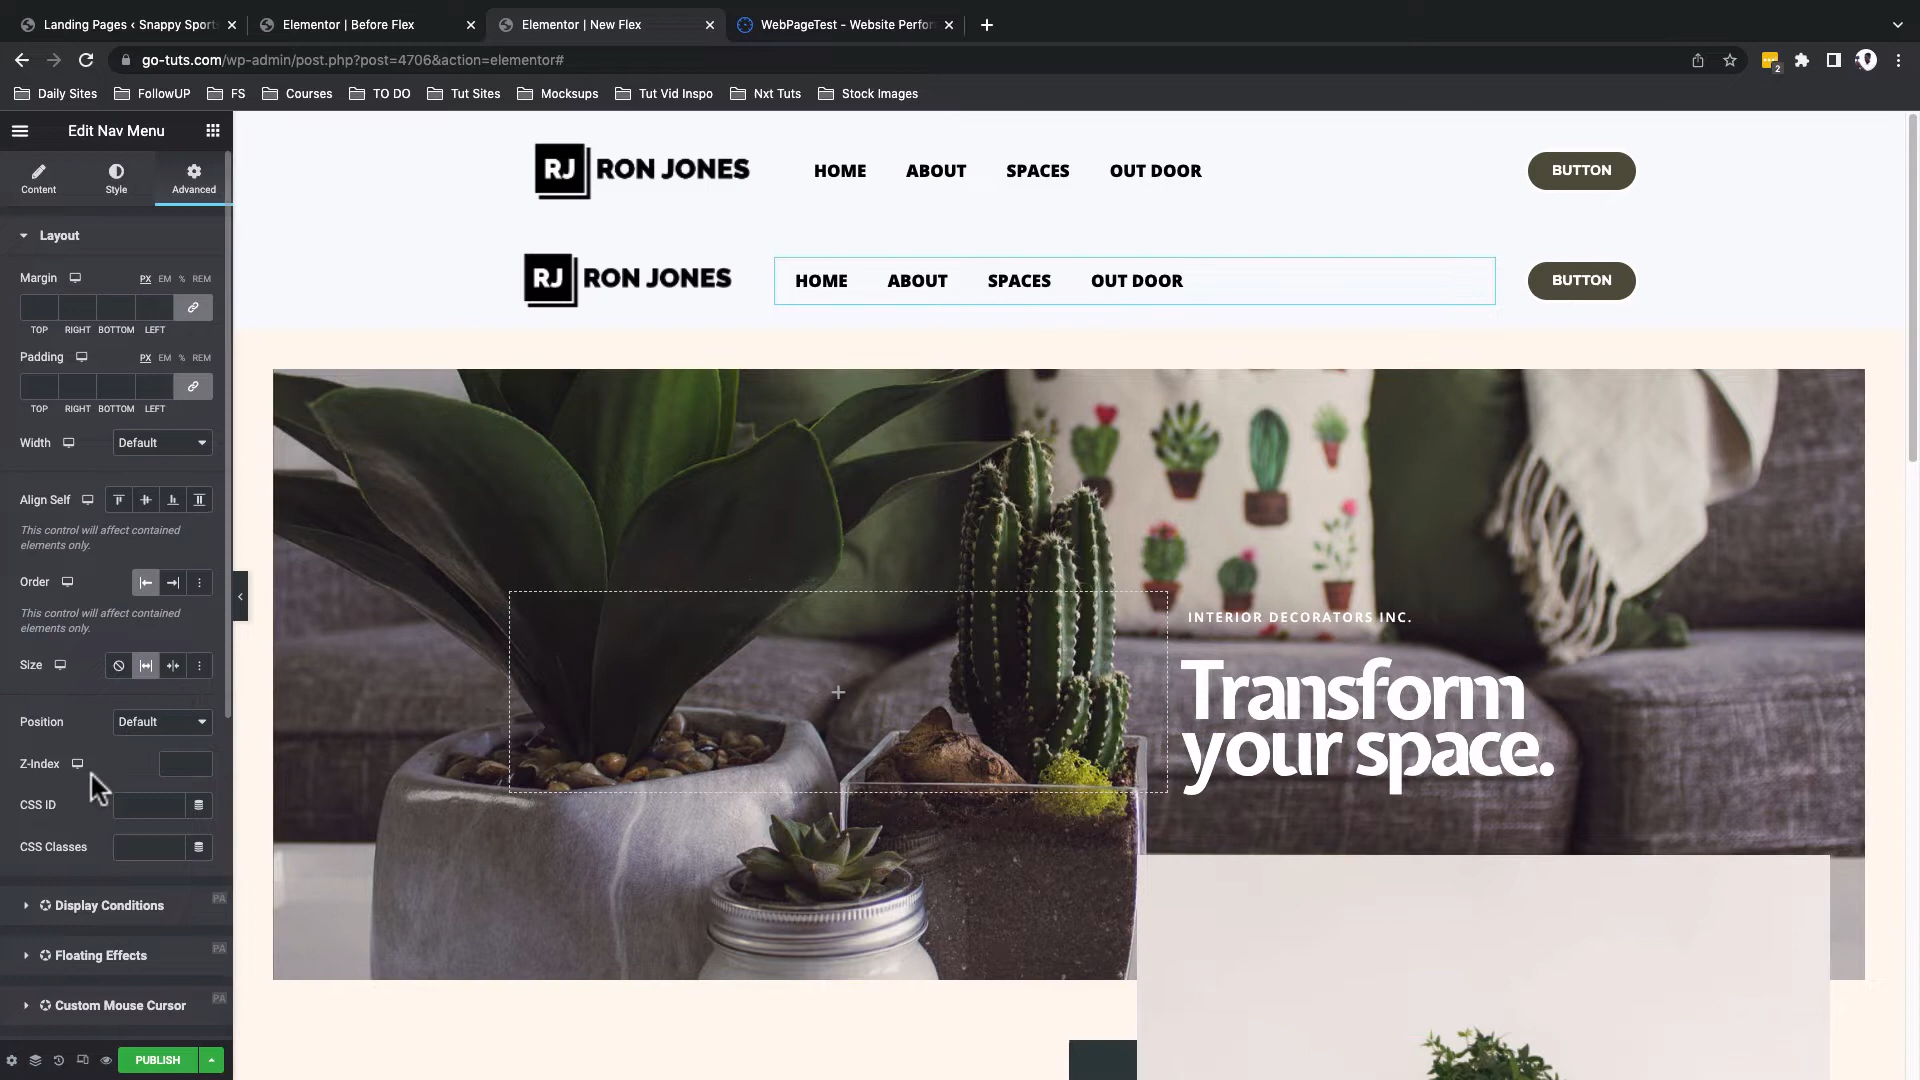 Landing Pages ‹ Snappy Sport
Elementor | Before Flex
Elementor | New Flex
WebPageTest - Website Perfor
go-tuts.com/wp-admin/post.php?post=4706&action=elementor#
2
Daily Sites
FollowUP
FS
Courses
TO DO
Tut Sites
Mocksups
Tut Vid Inspo
Nxt Tuts
Stock Images
Edit Nav Menu
Content
Style
Advanced
Layout
Margin
PX EM % REM
TOP RIGHT BOTTOM LEFT
Padding
PX EM % REM
TOP RIGHT BOTTOM LEFT
Width
Default
Align Self
This control will affect contained
elements only.
Order
This control will affect contained
elements only.
Size
Position
Default
Z-Index
CSS ID
CSS Classes
Display Conditions
PA
Floating Effects
PA
Custom Mouse Cursor
PA
PUBLISH
RJ RON JONES
HOME ABOUT SPACES OUT DOOR
BUTTON
RJ RON JONES
HOME ABOUT SPACES OUT DOOR
BUTTON
INTERIOR DECORATORS INC.
Transform
your space.